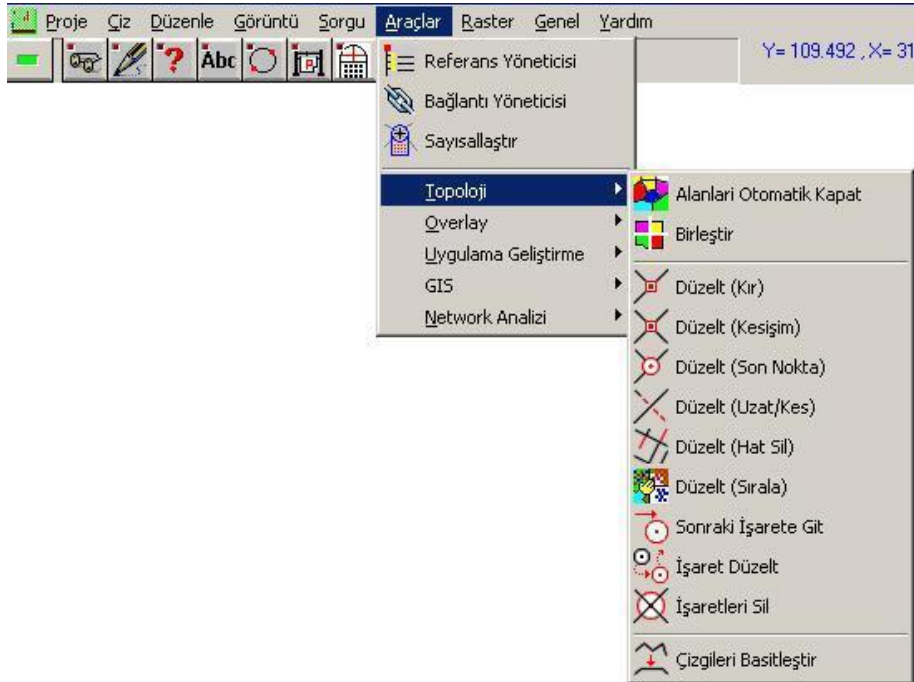 Proje Çiz Düzenle Görüntü Sorgu Araçlar Raster Genel Yardım
Abc
Y= 109.492 , X= 31
Referans Yöneticisi
Bağlantı Yöneticisi
Sayısallaştır
Topoloji
Overlay
Uygulama Geliştirme
GIS
Network Analizi
Alanlari Otomatik Kapat
Birleştir
Düzelt (Kır)
Düzelt (Kesişim)
Düzelt (Son Nokta)
Düzelt (Uzat/Kes)
Düzelt (Hat Sil)
Düzelt (Sırala)
Sonraki İşarete Git
İşaret Düzelt
İşaretleri Sil
Çizgileri Basitleştir